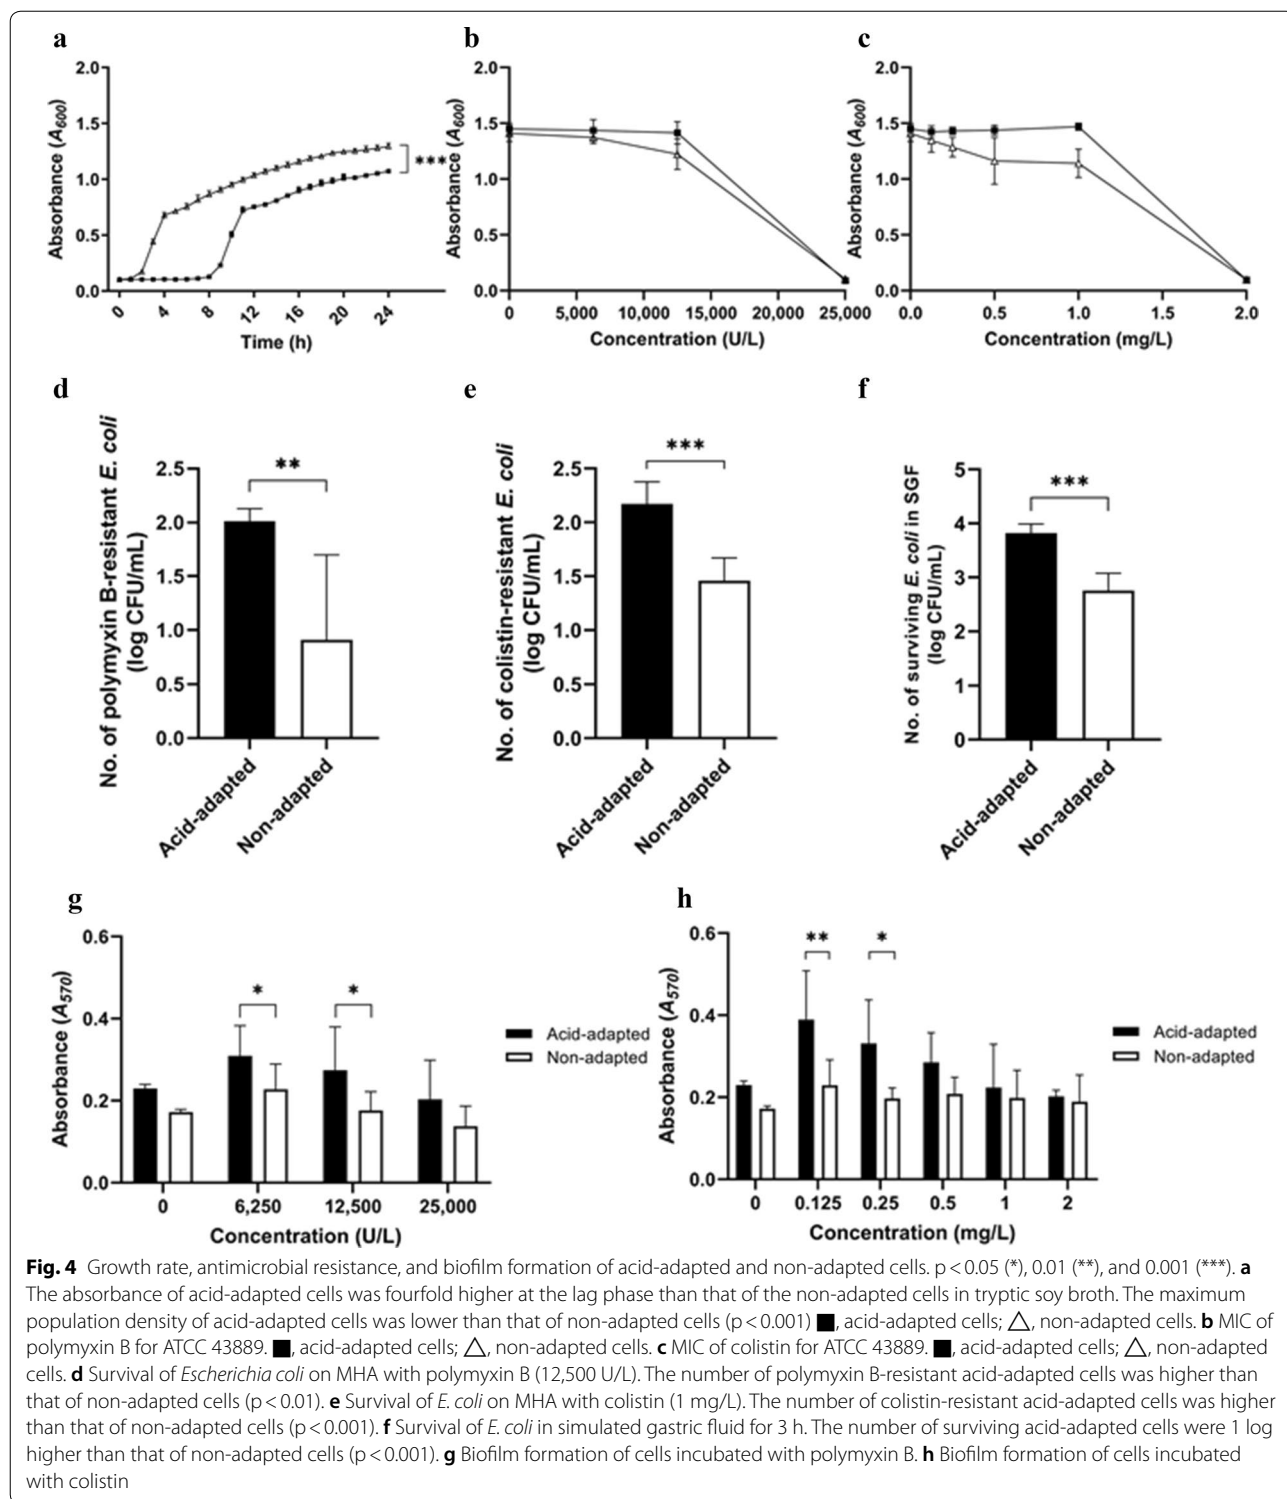 a
2.0
1.5
1.0
0.5
0.0
Absorbance (A600)
***
0 4 8 12 16 20 24
Time (h)
b
2.0
1.5
1.0
0.5
0.0
Absorbance (A600)
0 5,000 10,000 15,000 20,000 25,000
Concentration (U/L)
c
2.0
1.5
1.0
0.5
0.0
Absorbance (A600)
0.0 0.5 1.0 1.5 2.0
Concentration (mg/L)
d
No. of polymyxin B-resistant E. coli
(log CFU/mL)
2.5
2.0
1.5
1.0
0.5
0.0
**
Acid-adapted
Non-adapted
e
No. of colistin-resistant E. coli
(log CFU/mL)
2.5
2.0
1.5
1.0
0.5
0.0
***
Acid-adapted
Non-adapted
f
No. of surviving E. coli in SGF
(log CFU/mL)
5
4
3
2
1
0
***
Acid-adapted
Non-adapted
g
0.6
0.4
0.2
0.0
Absorbance (A570)
* *
Acid-adapted
Non-adapted
0 6,250 12,500 25,000
Concentration (U/L)
h
0.6
0.4
0.2
0.0
Absorbance (A570)
** *
Acid-adapted
Non-adapted
0 0.125 0.25 0.5 1 2
Concentration (mg/L)
Fig. 4 Growth rate, antimicrobial resistance, and biofilm formation of acid-adapted and non-adapted cells. p < 0.05 (*), 0.01 (**), and 0.001 (***). a
The absorbance of acid-adapted cells was fourfold higher at the lag phase than that of the non-adapted cells in tryptic soy broth. The maximum
population density of acid-adapted cells was lower than that of non-adapted cells (p < 0.001) ■, acid-adapted cells; △, non-adapted cells. b MIC of
polymyxin B for ATCC 43889. ■, acid-adapted cells; △, non-adapted cells. c MIC of colistin for ATCC 43889. ■, acid-adapted cells; △, non-adapted
cells. d Survival of Escherichia coli on MHA with polymyxin B (12,500 U/L). The number of polymyxin B-resistant acid-adapted cells was higher than
that of non-adapted cells (p < 0.01). e Survival of E. coli on MHA with colistin (1 mg/L). The number of colistin-resistant acid-adapted cells was higher
than that of non-adapted cells (p < 0.001). f Survival of E. coli in simulated gastric fluid for 3 h. The number of surviving acid-adapted cells were 1 log
higher than that of non-adapted cells (p < 0.001). g Biofilm formation of cells incubated with polymyxin B. h Biofilm formation of cells incubated
with colistin